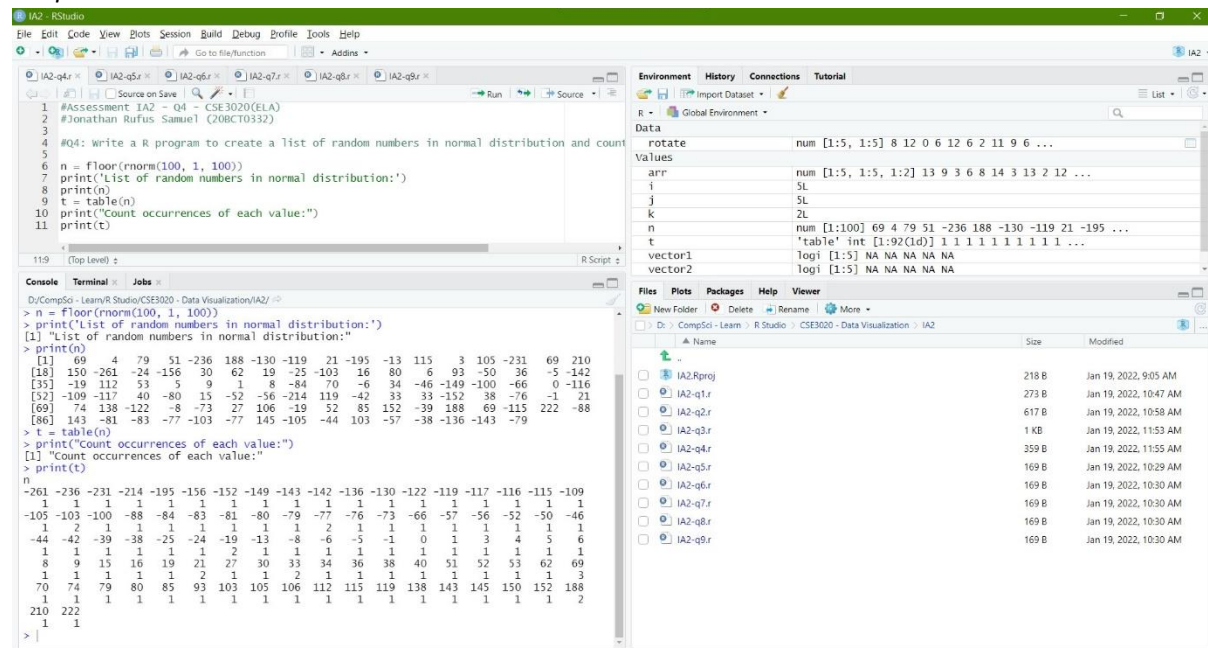 IA2 - RStudio
File Edit Code View Plots Session Build Debug Profile Tools Help
Go to file/function Addins
IA2
IA2-q4.r IA2-q5.r IA2-q6.r IA2-q7.r IA2-q8.r IA2-q9.r
Source on Save Run Source
1 #Assessment IA2 - Q4 - CSE3020(ELA)
2 #Jonathan Rufus Samuel (20BCT0332)
3
4 #Q4: Write a R program to create a list of random numbers in normal distribution and count
5
6 n = floor(rnorm(100, 1, 100))
7 print('List of random numbers in normal distribution:')
8 print(n)
9 t = table(n)
10 print("Count occurrences of each value:")
11 print(t)
11:9 (Top Level) R Script
Console Terminal Jobs
D:/CompSci - Learn/R Studio/CSE3020 - Data Visualization/IA2/
> n = floor(rnorm(100, 1, 100))
> print('List of random numbers in normal distribution:')
[1] "List of random numbers in normal distribution:"
> print(n)
[1] 69 4 79 51 -236 188 -130 -119 21 -195 -13 115 3 105 -231 69 210
[18] 150 -261 -24 -156 30 62 19 -25 -103 16 80 6 93 -50 36 -5 -142
[35] -19 112 53 5 9 1 8 -84 70 -6 34 -46 -149 -100 -66 0 -116
[52] -109 -117 40 -80 15 -52 -56 -214 119 -42 33 33 -152 38 -76 -1 21
[69] 74 138 -122 -8 -73 27 106 -19 52 85 152 -39 188 69 -115 222 -88
[86] 143 -81 -83 -77 -103 -77 145 -105 -44 103 -57 -38 -136 -143 -79
> t = table(n)
> print("Count occurrences of each value:")
[1] "Count occurrences of each value:"
> print(t)
n
-261 -236 -231 -214 -195 -156 -152 -149 -143 -142 -136 -130 -122 -119 -117 -116 -115 -109
1 1 1 1 1 1 1 1 1 1 1 1 1 1 1 1 1 1
-105 -103 -100 -88 -84 -83 -81 -80 -79 -77 -76 -73 -66 -57 -56 -52 -50 -46
1 2 1 1 1 1 1 1 1 2 1 1 1 1 1 1 1 1
-44 -42 -39 -38 -25 -24 -19 -13 -8 -6 -5 -1 0 1 3 4 5 6
1 1 1 1 1 1 2 1 1 1 1 1 1 1 1 1 1 1
8 9 15 16 19 21 27 30 33 34 36 38 40 51 52 53 62 69
1 1 1 1 1 2 1 1 2 1 1 1 1 1 1 1 1 3
70 74 79 80 85 93 103 105 106 112 115 119 138 143 145 150 152 188
1 1 1 1 1 1 1 1 1 1 1 1 1 1 1 1 1 2
210 222
1 1
>
Environment History Connections Tutorial
Import Dataset List
R Global Environment
Data
rotate num [1:5, 1:5] 8 12 0 6 12 6 2 11 9 6 ...
Values
arr num [1:5, 1:5, 1:2] 13 9 3 6 8 14 3 13 2 12 ...
i 5L
j 5L
k 2L
n num [1:100] 69 4 79 51 -236 188 -130 -119 21 -195 ...
t 'table' int [1:92(1d)] 1 1 1 1 1 1 1 1 1 1 ...
vector1 logi [1:5] NA NA NA NA NA
vector2 logi [1:5] NA NA NA NA NA
Files Plots Packages Help Viewer
New Folder Delete Rename More
D: CompSci - Learn R Studio CSE3020 - Data Visualization IA2
Name Size Modified
..
IA2.Rproj 218 B Jan 19, 2022, 9:05 AM
IA2-q1.r 273 B Jan 19, 2022, 10:47 AM
IA2-q2.r 617 B Jan 19, 2022, 10:58 AM
IA2-q3.r 1 KB Jan 19, 2022, 11:53 AM
IA2-q4.r 359 B Jan 19, 2022, 11:55 AM
IA2-q5.r 169 B Jan 19, 2022, 10:29 AM
IA2-q6.r 169 B Jan 19, 2022, 10:30 AM
IA2-q7.r 169 B Jan 19, 2022, 10:30 AM
IA2-q8.r 169 B Jan 19, 2022, 10:30 AM
IA2-q9.r 169 B Jan 19, 2022, 10:30 AM